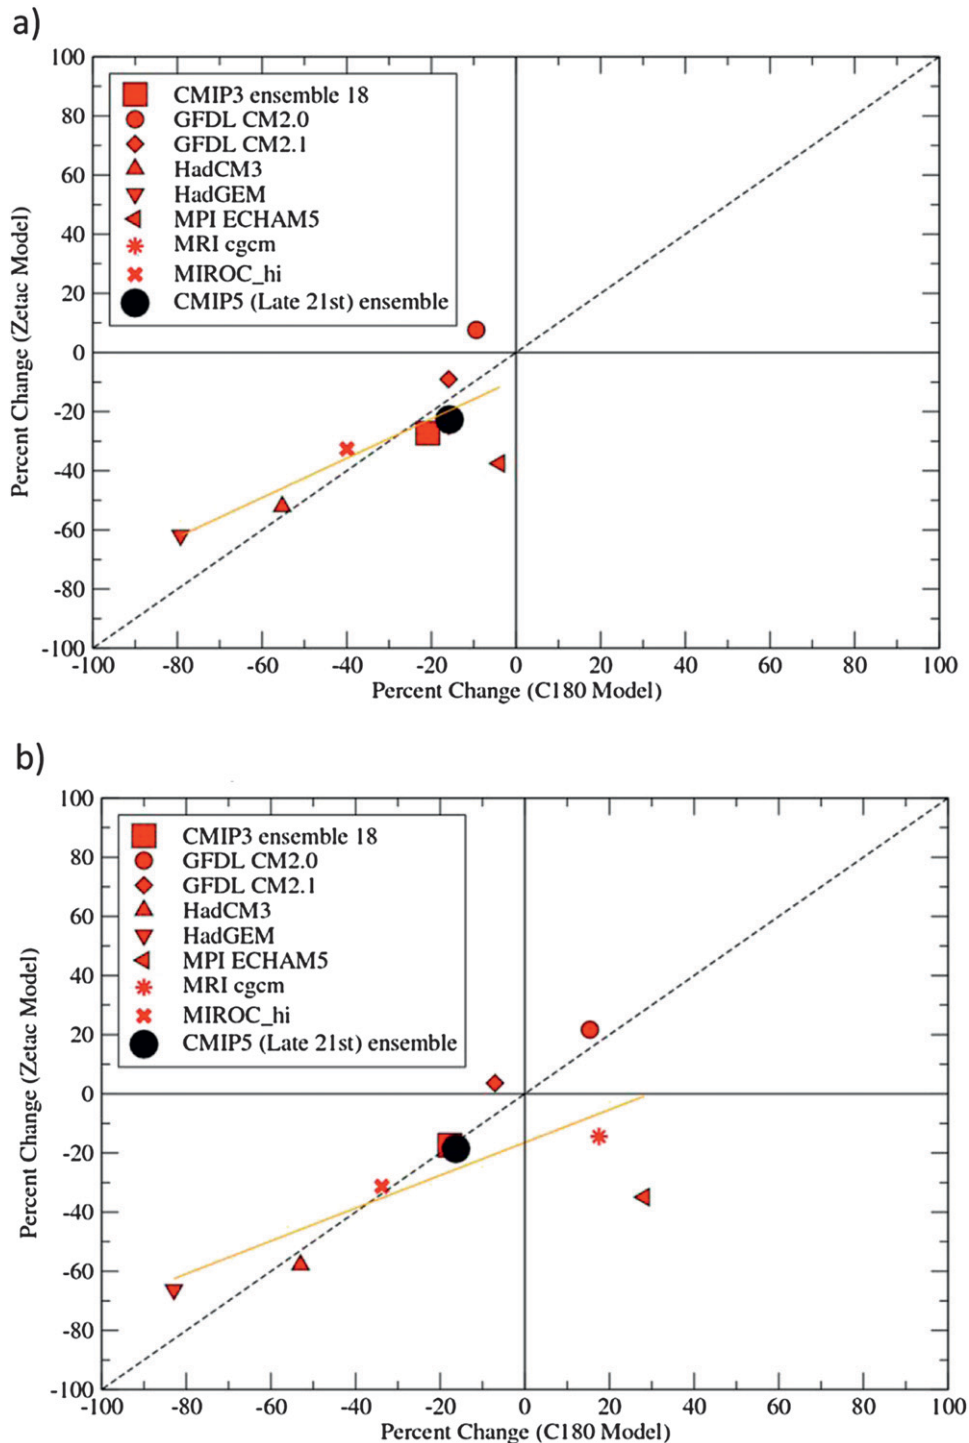 a)
100
80
60
40
20
0
-20
-40
-60
-80
-100
Percent Change (Zetac Model)
CMIP3 ensemble 18
GFDL CM2.0
GFDL CM2.1
HadCM3
HadGEM
MPI ECHAM5
MRI cgcm
MIROC_hi
CMIP5 (Late 21st) ensemble
-100 -80 -60 -40 -20 0 20 40 60 80 100
Percent Change (C180 Model)
b)
100
80
60
40
20
0
-20
-40
-60
-80
-100
Percent Change (Zetac Model)
CMIP3 ensemble 18
GFDL CM2.0
GFDL CM2.1
HadCM3
HadGEM
MPI ECHAM5
MRI cgcm
MIROC_hi
CMIP5 (Late 21st) ensemble
-100 -80 -60 -40 -20 0 20 40 60 80 100
Percent Change (C180 Model)